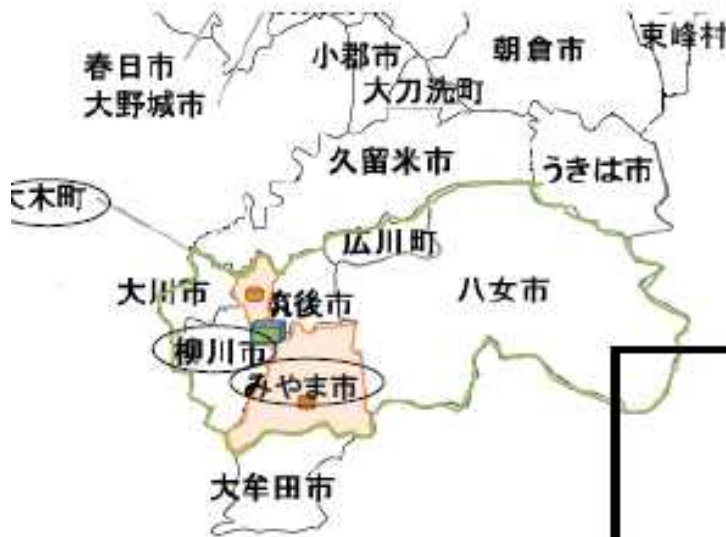 東峰村
小郡市
朝倉市
春日市
大野城市
大刀洗町
久留米市
うきは市
大木町
広川町
大川市
筑後市
八女市
柳川市
みやま市
大牟田市